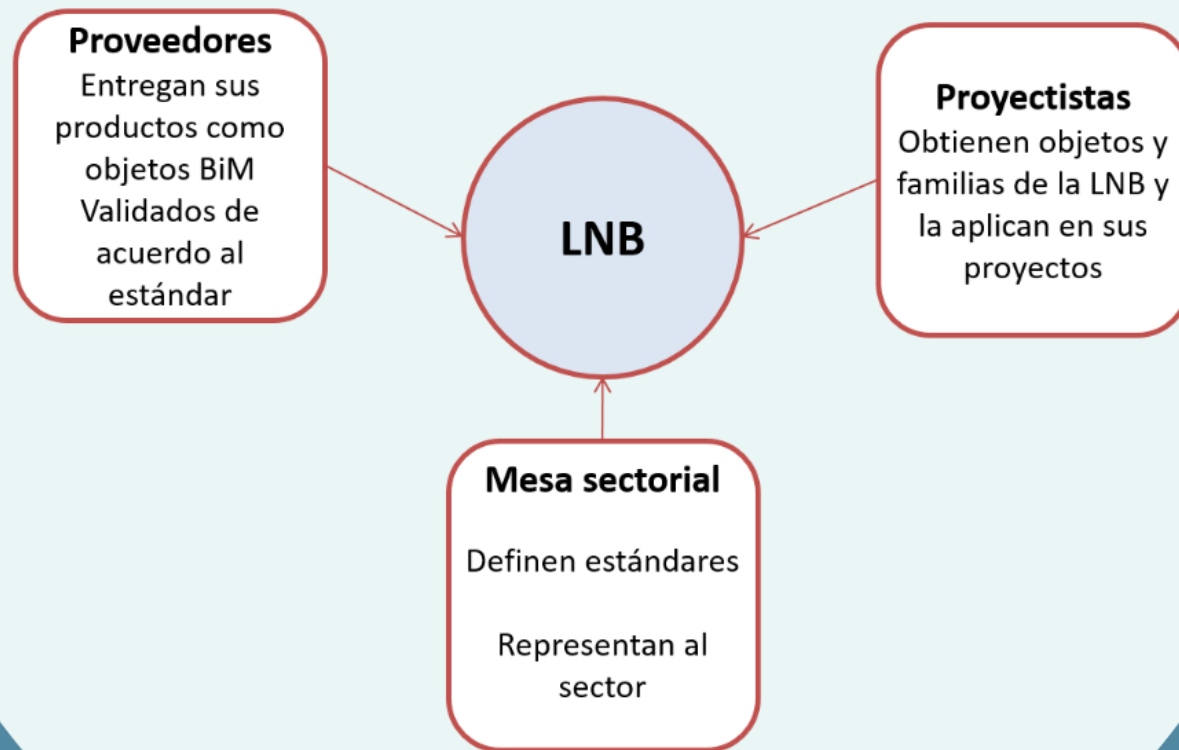 Proveedores
Entregan sus
productos como
objetos BiM
Validados de
acuerdo al
estándar
LNB
Proyectistas
Obtienen objetos y
familias de la LNB y
la aplican en sus
proyectos
Mesa sectorial
Definen estándares
Representan al
sector